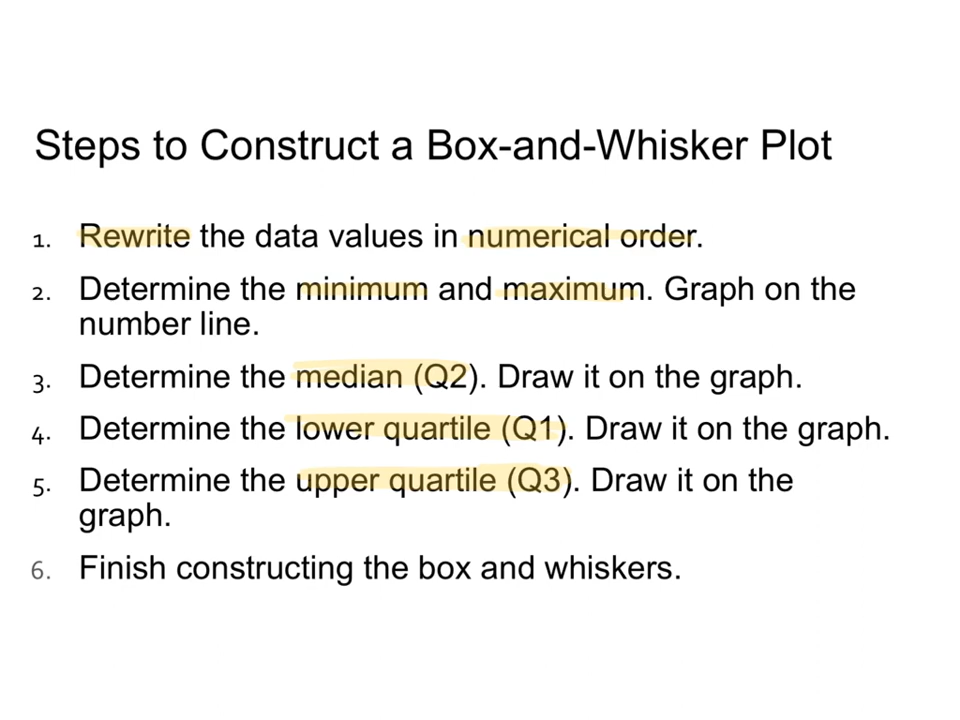 Steps to Construct a Box-and-Whisker Plot
1. Rewrite the data values in numerical order.
2. Determine the minimum and maximum. Graph on the
number line.
3. Determine the median (Q2). Draw it on the graph.
4. Determine the lower quartile (Q1). Draw it on the graph.
5. Determine the upper quartile (Q3). Draw it on the
graph.
6. Finish constructing the box and whiskers.